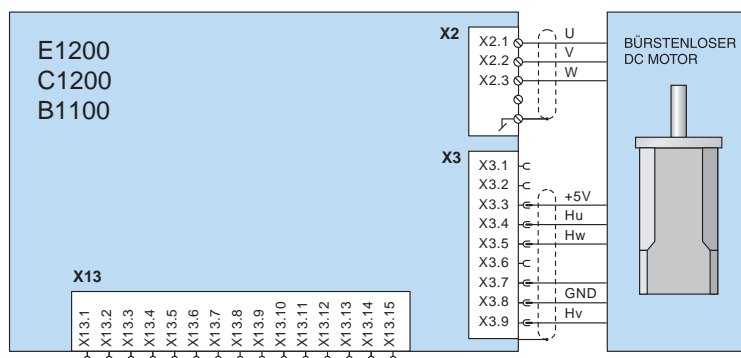 E1200
C1200
B1100
X2
X2.1
X2.2
X2.3
U
V
W
BÜRSTENLOSER
DC MOTOR
X3
X3.1
X3.2
X3.3
X3.4
X3.5
X3.6
X3.7
X3.8
X3.9
+5V
Hu
Hw
GND
Hv
X13
X13.1
X13.2
X13.3
X13.4
X13.5
X13.6
X13.7
X13.8
X13.9
X13.10
X13.11
X13.12
X13.13
X13.14
X13.15